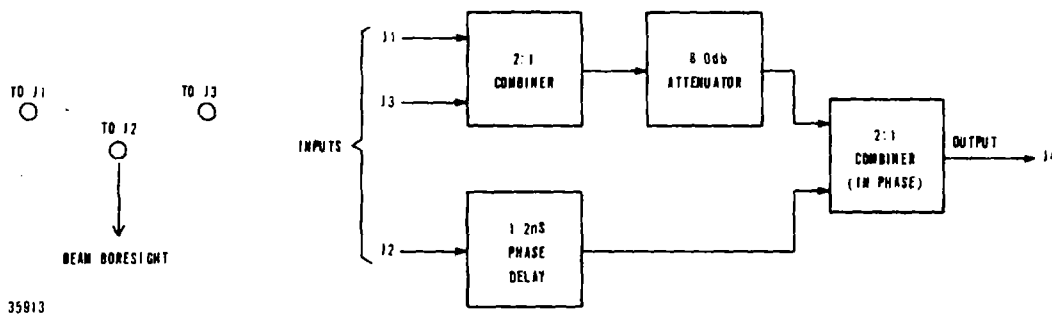 TO J1
TO J3
TO J2
BEAM BORESIGHT
35913
INPUTS
J1
J3
J2
2:1
COMBINER
8.0db
ATTENUATOR
1.2nS
PHASE
DELAY
2:1
COMBINER
(IN PHASE)
OUTPUT